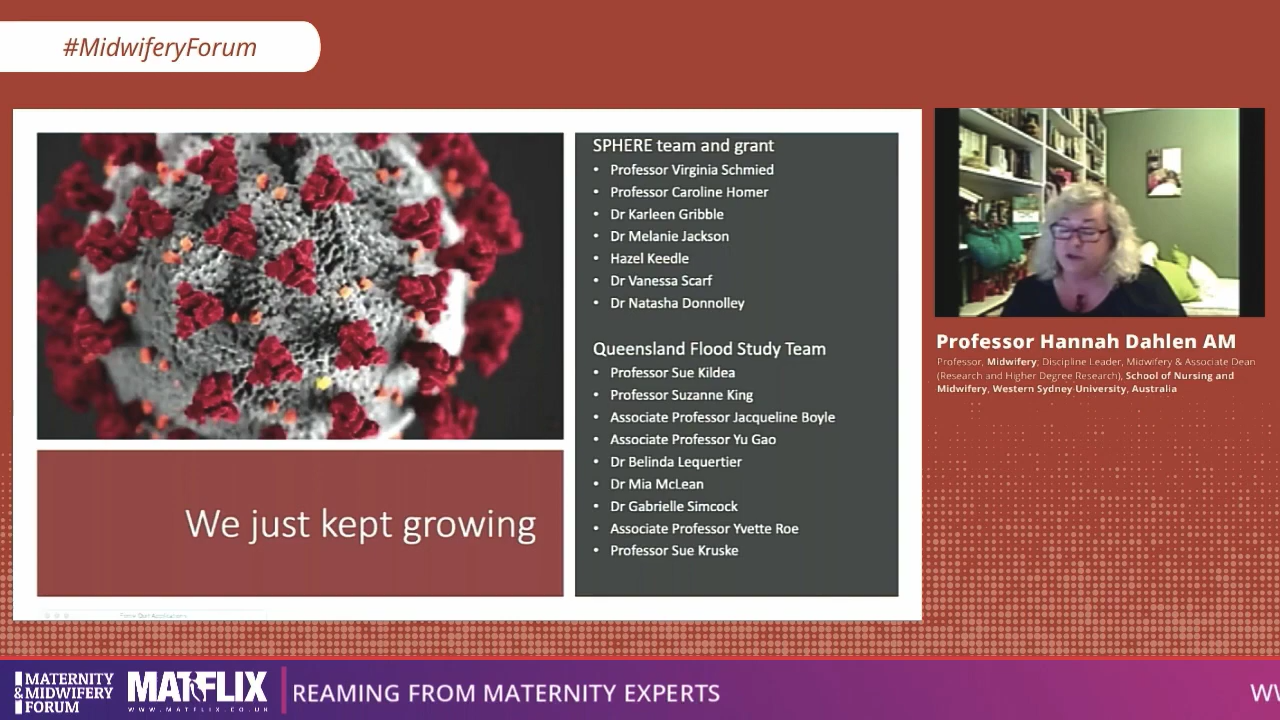 #MidwiferyForum
SPHERE team and grant
• Professor Virginia Schmied
• Professor Caroline Homer
• Dr Karleen Gribble
• Dr Melanie Jackson
• Hazel Keedle
• Dr Vanessa Scarf
• Dr Natasha Donnolley
Queensland Flood Study Team
• Professor Sue Kildea
• Professor Suzanne King
• Associate Professor Jacqueline Boyle
• Associate Professor Yu Gao
• Dr Belinda Lequertier
• Dr Mia McLean
• Dr Gabrielle Simcock
• Associate Professor Yvette Roe
• Professor Sue Kruske
We just kept growing
Force Quit Applications
Professor Hannah Dahlen AM
Professor, Midwifery; Discipline Leader, Midwifery & Associate Dean
(Research and Higher Degree Research), School of Nursing and
Midwifery, Western Sydney University, Australia
MATERNITY
& MIDWIFERY
FORUM
MATFLIX
WWW.MATFLIX.CO.UK
REAMING FROM MATERNITY EXPERTS
WW